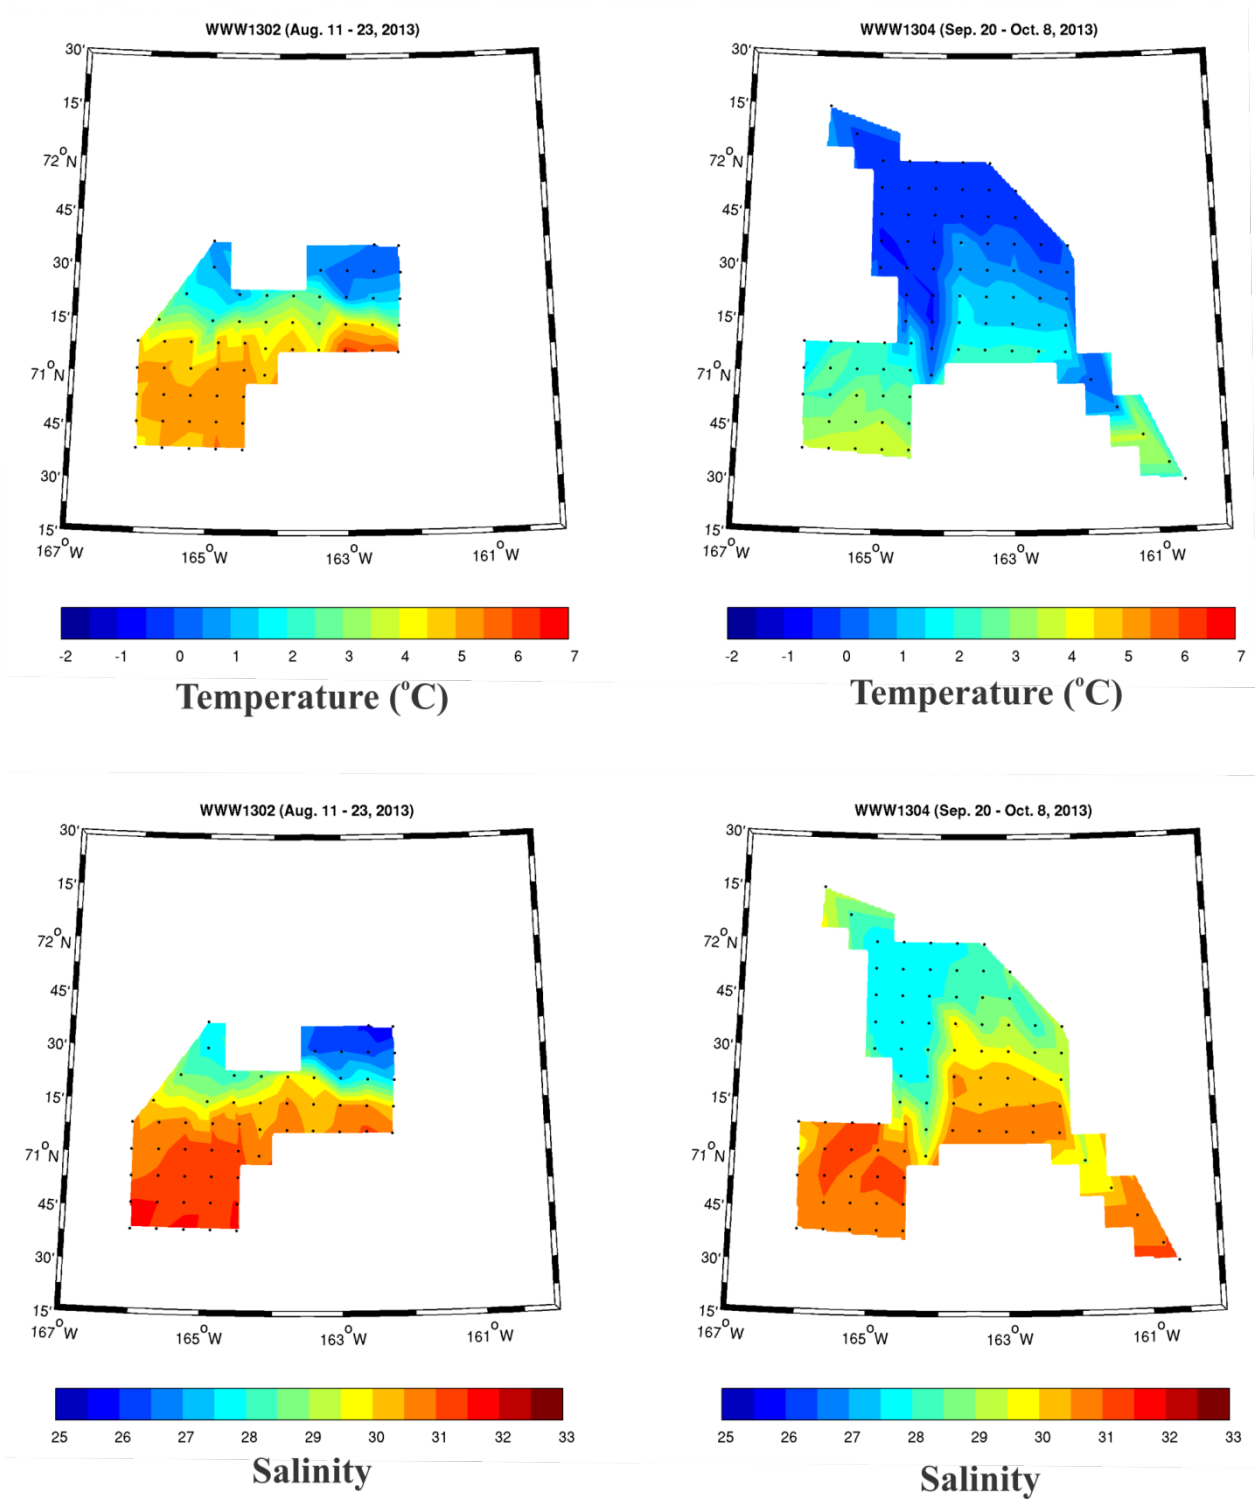 WWW1302 (Aug. 11 - 23, 2013)
30'
15'
72°N
45'
30'
15'
71°N
45'
30'
15'
167°W 165°W 163°W 161°W
-2 -1 0 1 2 3 4 5 6 7
Temperature (°C)
WWW1304 (Sep. 20 - Oct. 8, 2013)
30'
15'
72°N
45'
30'
15'
71°N
45'
30'
15'
167°W 165°W 163°W 161°W
-2 -1 0 1 2 3 4 5 6 7
Temperature (°C)
WWW1302 (Aug. 11 - 23, 2013)
30'
15'
72°N
45'
30'
15'
71°N
45'
30'
15'
167°W 165°W 163°W 161°W
25 26 27 28 29 30 31 32 33
Salinity
WWW1304 (Sep. 20 - Oct. 8, 2013)
30'
15'
72°N
45'
30'
15'
71°N
45'
30'
15'
167°W 165°W 163°W 161°W
25 26 27 28 29 30 31 32 33
Salinity